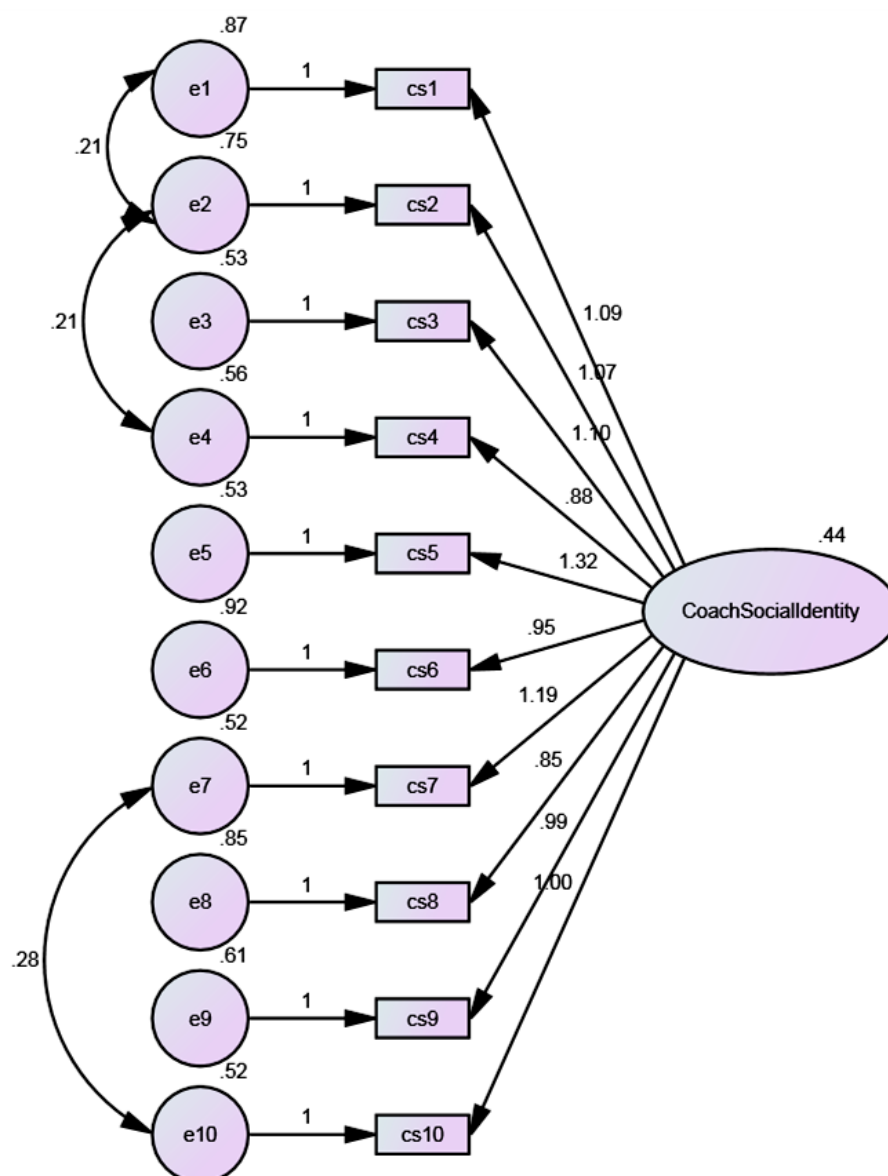 .87
e1
1
cs1
.21
.75
e2
1
cs2
.53
e3
1
cs3
1.09
.21
.56
e4
1
cs4
1.07
1.10
.88
.53
e5
1
cs5
1.32
.44
CoachSocialIdentity
.92
e6
1
cs6
.95
.52
e7
1
cs7
1.19
.85
e8
1
cs8
.85
.99
.28
.61
e9
1
cs9
1.00
.52
e10
1
cs10